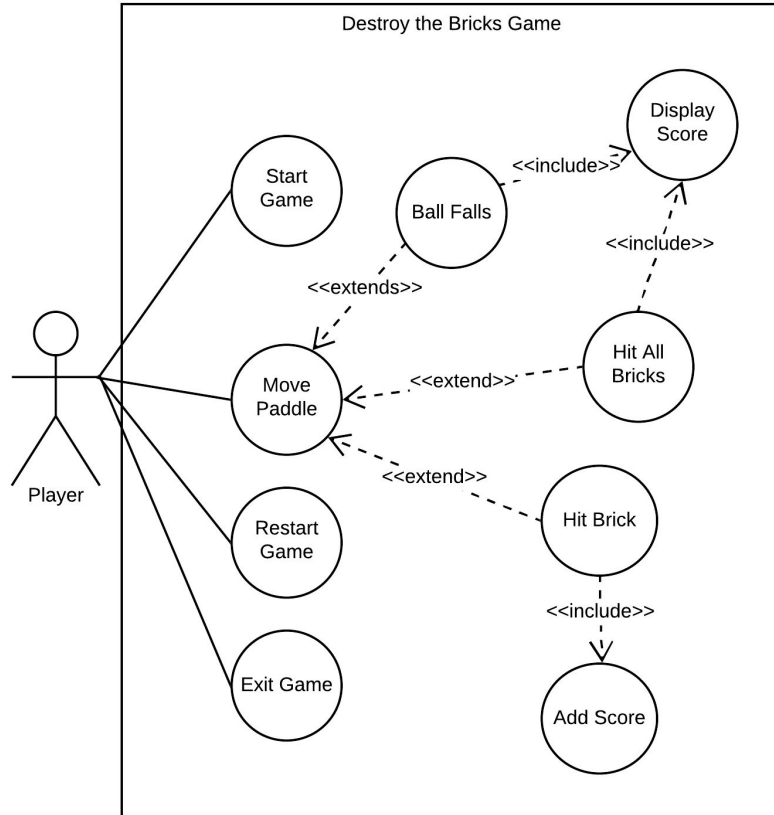 Destroy the Bricks Game
Display
Score
<<include>>
Start
Game
Ball Falls
<<include>>
<<extends>>
Hit All
Bricks
Move
Paddle
<<extend>>
<<extend>>
Player
Restart
Game
Hit Brick
<<include>>
Exit Game
Add Score